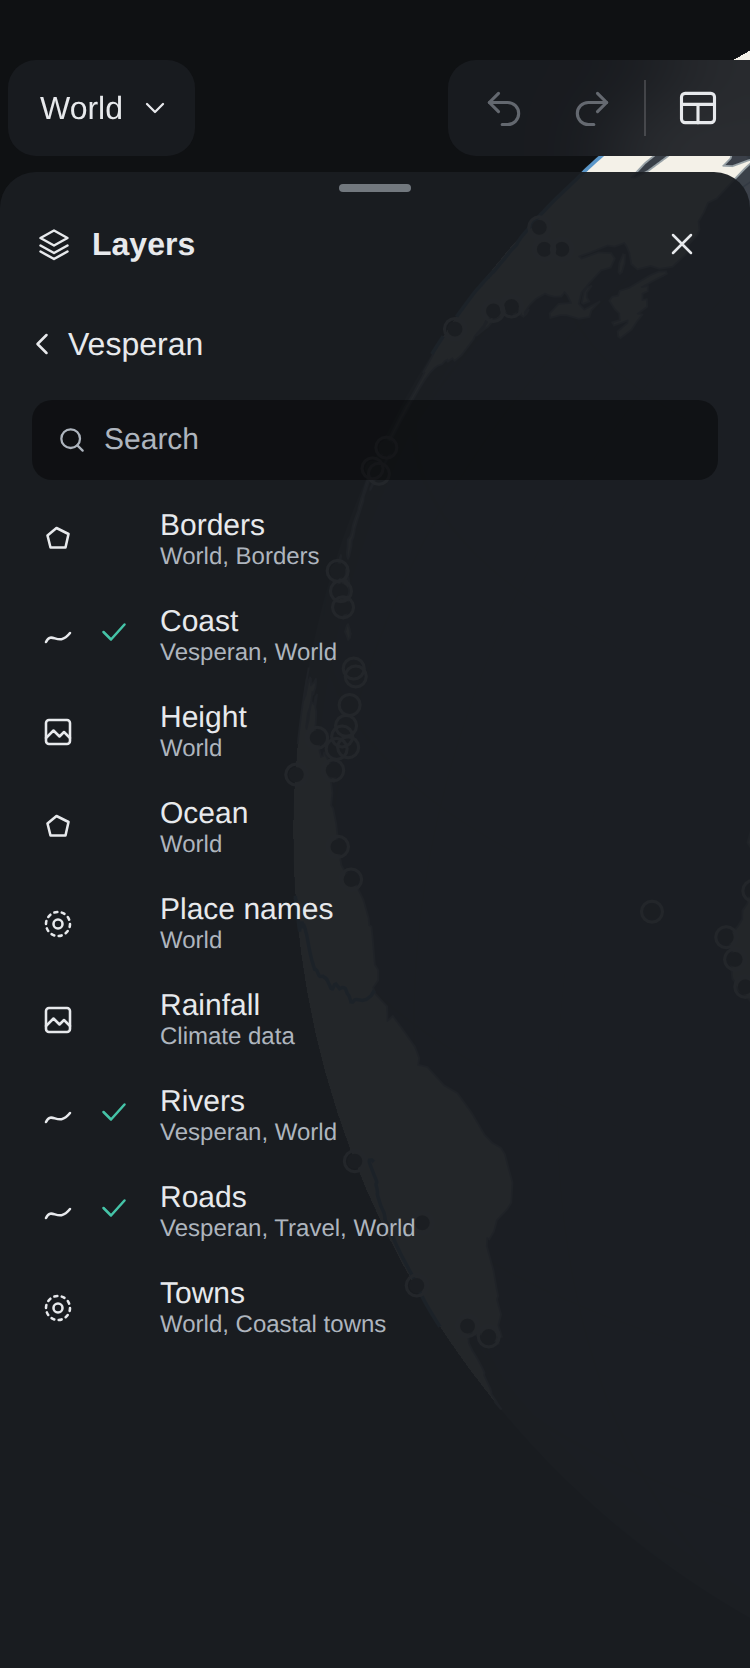 World
Layers
Vesperan
Search
Borders
World, Borders
Coast
Vesperan, World
Height
World
Ocean
World
Place names
World
Rainfall
Climate data
Rivers
Vesperan, World
Roads
Vesperan, Travel, World
Towns
World, Coastal towns